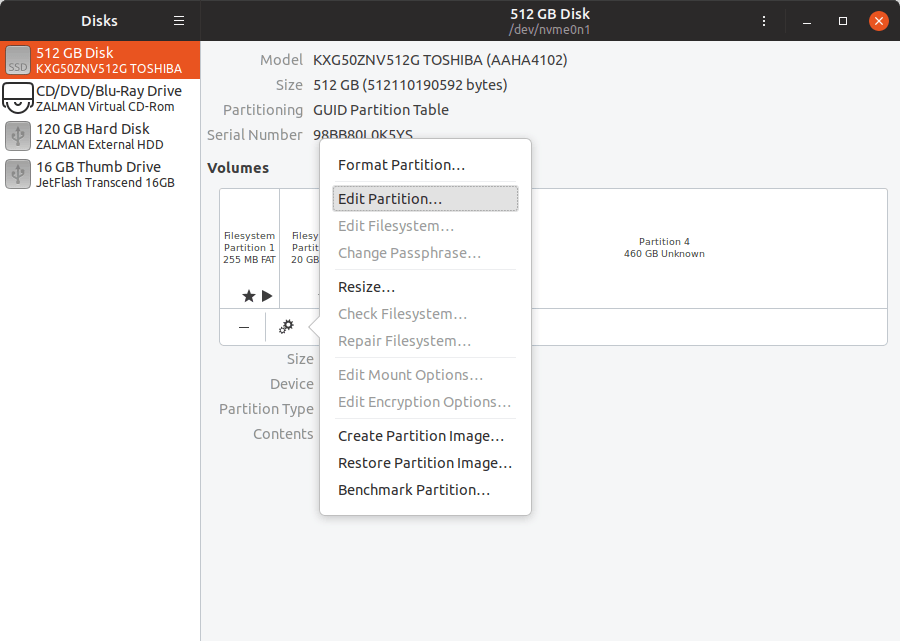 Disks
512 GB Disk
/dev/nvme0n1
512 GB Disk
KXG50ZNV512G TOSHIBA
SSD
CD/DVD/Blu-Ray Drive
ZALMAN Virtual CD-Rom
120 GB Hard Disk
ZALMAN External HDD
16 GB Thumb Drive
JetFlash Transcend 16GB
Model KXG50ZNV512G TOSHIBA (AAHA4102)
Size 512 GB (512110190592 bytes)
Partitioning GUID Partition Table
Serial Number 98BB80L0K5YS
Volumes
Filesystem
Partition 1
255 MB FAT
Filesy
Partit
20 GB
Partition 4
460 GB Unknown
Size
Device
Partition Type
Contents
Format Partition…
Edit Partition…
Edit Filesystem…
Change Passphrase…
Resize…
Check Filesystem…
Repair Filesystem…
Edit Mount Options…
Edit Encryption Options…
Create Partition Image…
Restore Partition Image…
Benchmark Partition…